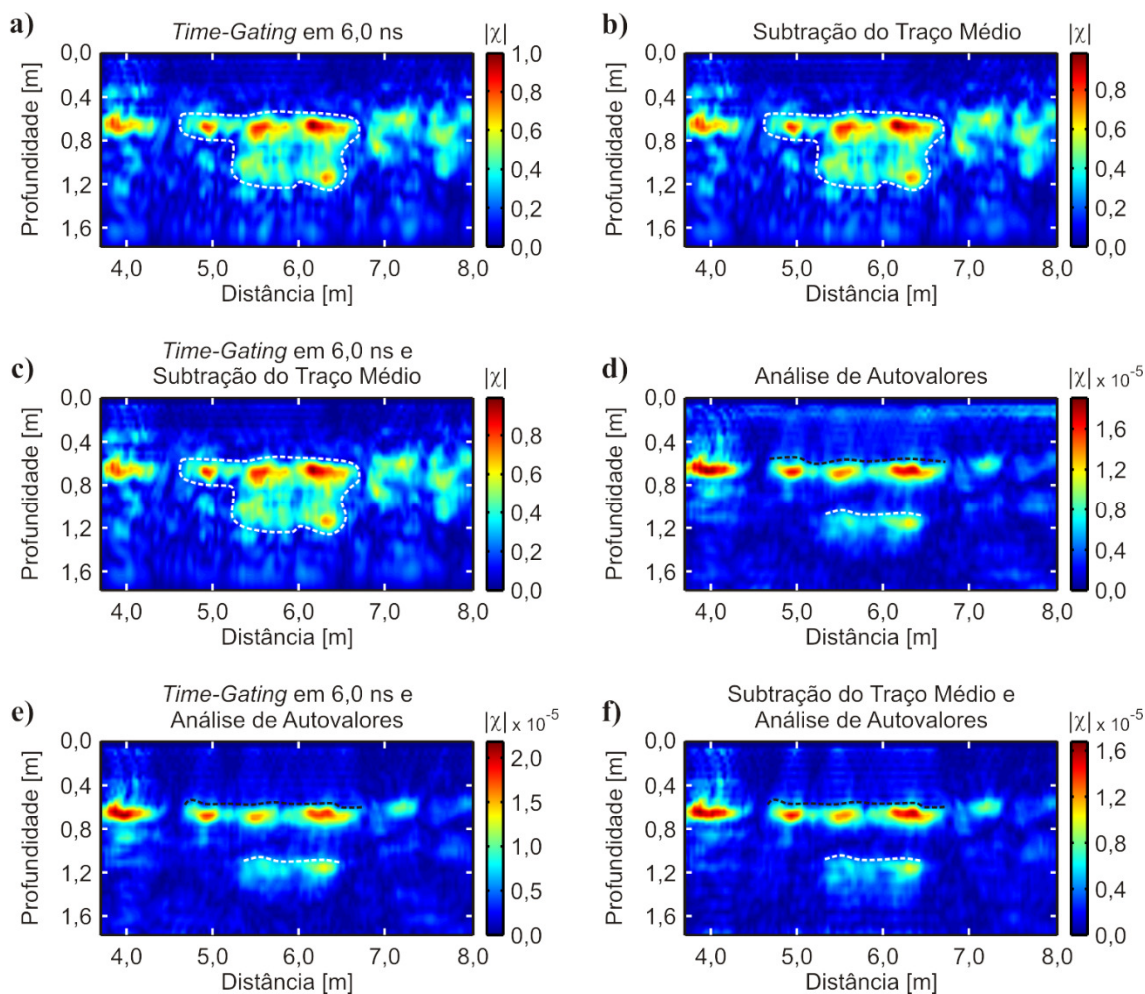 a)
Time-Gating em 6,0 ns
|χ|
0,0
0,4
0,8
1,2
1,6
Profundidade [m]
4,0 5,0 6,0 7,0 8,0
Distância [m]
1,0
0,8
0,6
0,4
0,2
0,0
b)
Subtração do Traço Médio
|χ|
0,0
0,4
0,8
1,2
1,6
Profundidade [m]
4,0 5,0 6,0 7,0 8,0
Distância [m]
0,8
0,6
0,4
0,2
0,0
c)
Time-Gating em 6,0 ns e
Subtração do Traço Médio
|χ|
0,0
0,4
0,8
1,2
1,6
Profundidade [m]
4,0 5,0 6,0 7,0 8,0
Distância [m]
0,8
0,6
0,4
0,2
0,0
d)
Análise de Autovalores
|χ| x 10-5
0,0
0,4
0,8
1,2
1,6
Profundidade [m]
4,0 5,0 6,0 7,0 8,0
Distância [m]
1,6
1,2
0,8
0,4
0,0
e)
Time-Gating em 6,0 ns e
Análise de Autovalores
|χ| x 10-5
0,0
0,4
0,8
1,2
1,6
Profundidade [m]
4,0 5,0 6,0 7,0 8,0
Distância [m]
2,0
1,5
1,0
0,5
0,0
f)
Subtração do Traço Médio e
Análise de Autovalores
|χ| x 10-5
0,0
0,4
0,8
1,2
1,6
Profundidade [m]
4,0 5,0 6,0 7,0 8,0
Distância [m]
1,6
1,2
0,8
0,4
0,0